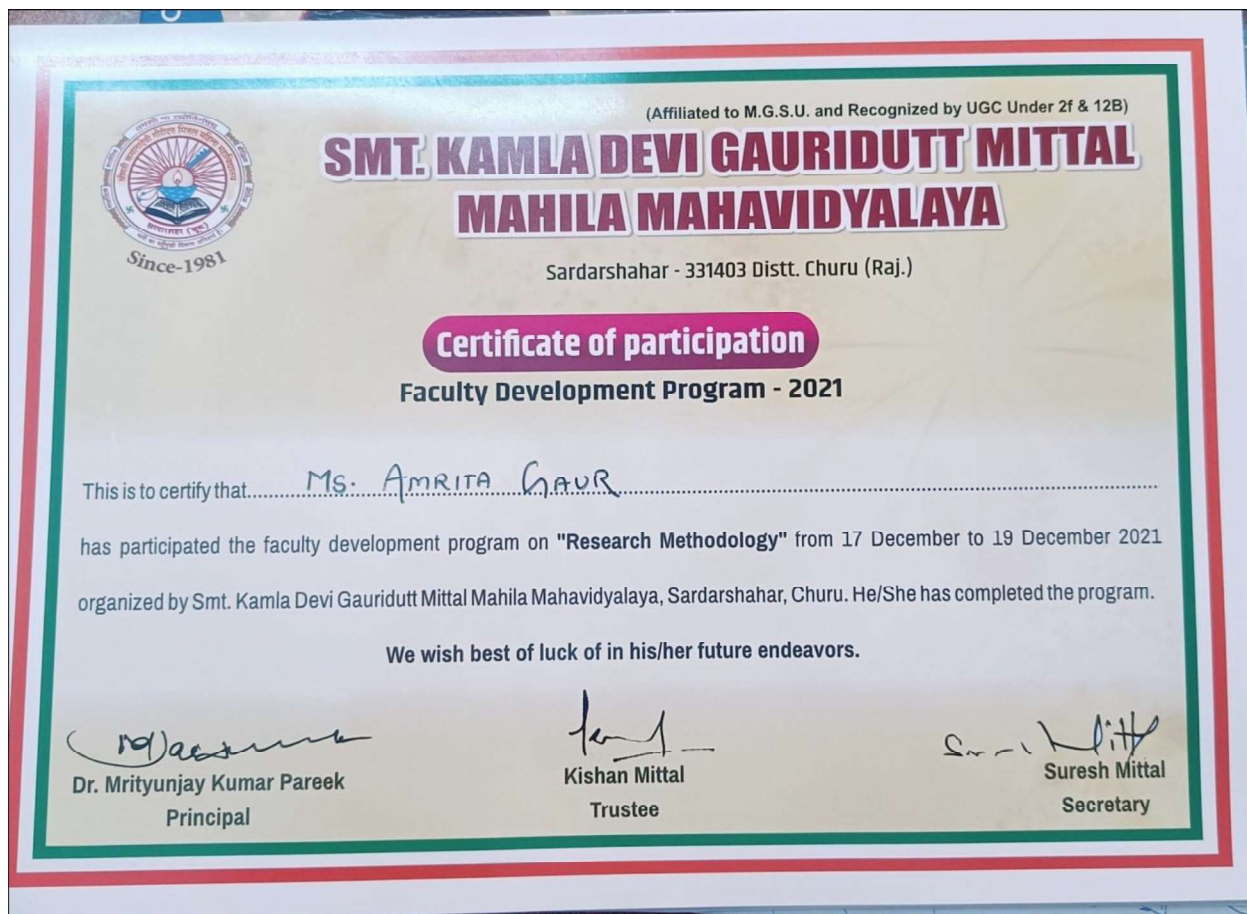 (Affiliated to M.G.S.U. and Recognized by UGC Under 2f & 12B)
SMT. KAMLA DEVI GAURIDUTT MITTAL
MAHILA MAHAVIDYALAYA
Since-1981
Sardarshahar - 331403 Distt. Churu (Raj.)
Certificate of participation
Faculty Development Program - 2021
This is to certify that......Ms. AMRITA GAUR......
has participated the faculty development program on "Research Methodology" from 17 December to 19 December 2021
organized by Smt. Kamla Devi Gauridutt Mittal Mahila Mahavidyalaya, Sardarshahar, Churu. He/She has completed the program.
We wish best of luck of in his/her future endeavors.
Dr. Mrityunjay Kumar Pareek
Principal
Kishan Mittal
Trustee
Suresh Mittal
Secretary